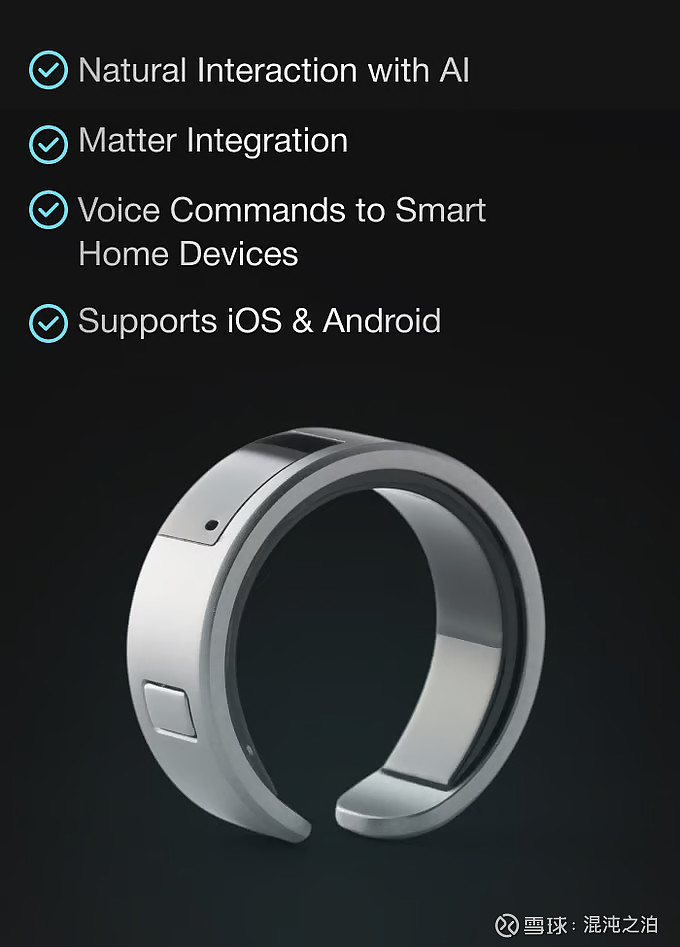 Natural Interaction with AI
Matter Integration
Voice Commands to Smart
Home Devices
Supports iOS & Android
雪球：混沌之泊